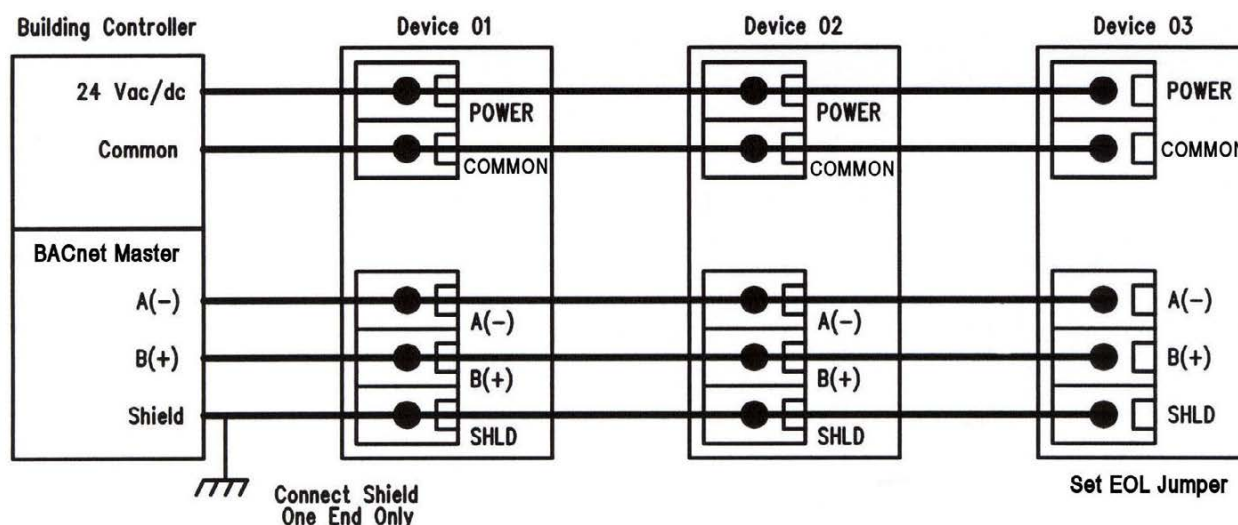 Building Controller
24 Vac/dc
Common
BACnet Master
A(-)
B(+)
Shield
Connect Shield
One End Only
Device 01
POWER
COMMON
A(-)
B(+)
SHLD
Device 02
POWER
COMMON
A(-)
B(+)
SHLD
Device 03
POWER
COMMON
A(-)
B(+)
SHLD
Set EOL Jumper